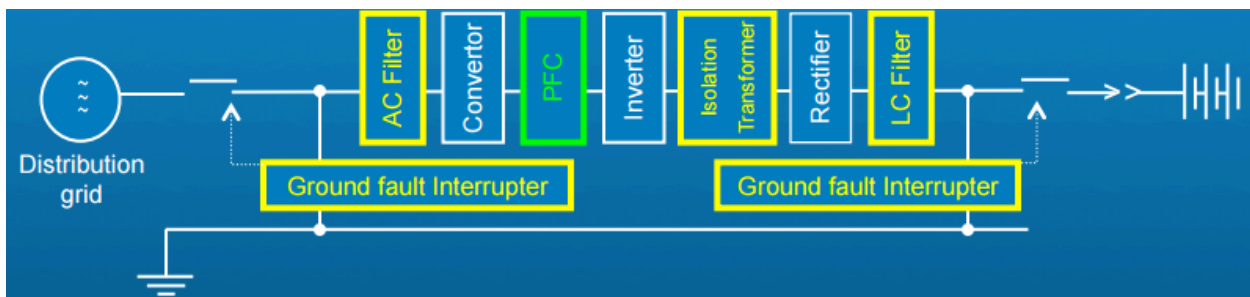 AC Filter
Convertor
PFC
Inverter
Isolation
Transformer
Rectifier
LC Filter
Distribution
grid
Ground fault Interrupter
Ground fault Interrupter